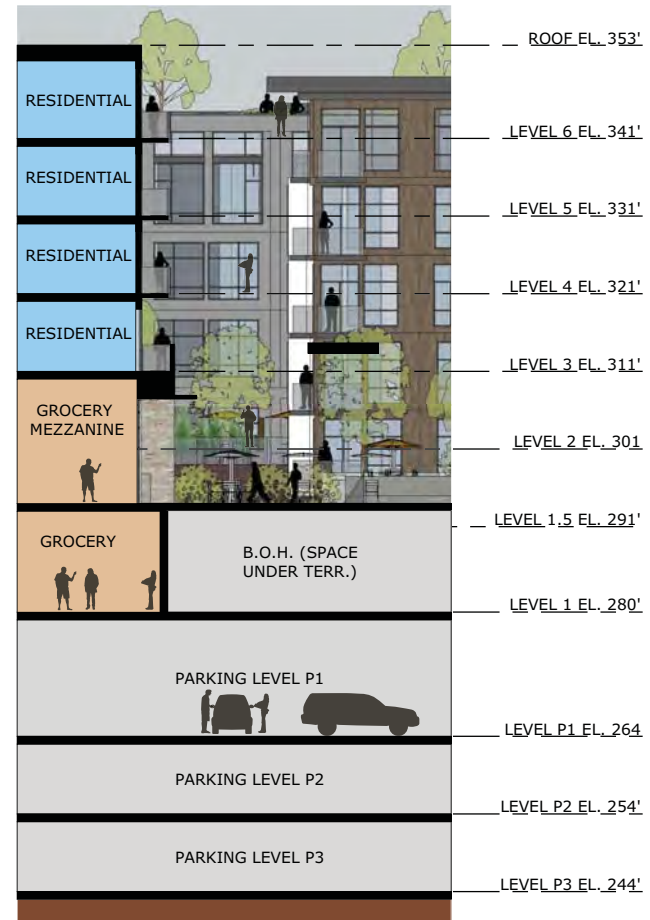 ROOF EL. 353'
RESIDENTIAL
LEVEL 6 EL. 341'
RESIDENTIAL
LEVEL 5 EL. 331'
RESIDENTIAL
LEVEL 4 EL. 321'
RESIDENTIAL
LEVEL 3 EL. 311'
GROCERY
MEZZANINE
LEVEL 2 EL. 301
LEVEL 1.5 EL. 291'
GROCERY
B.O.H. (SPACE
UNDER TERR.)
LEVEL 1 EL. 280'
PARKING LEVEL P1
LEVEL P1 EL. 264
PARKING LEVEL P2
LEVEL P2 EL. 254'
PARKING LEVEL P3
LEVEL P3 EL. 244'